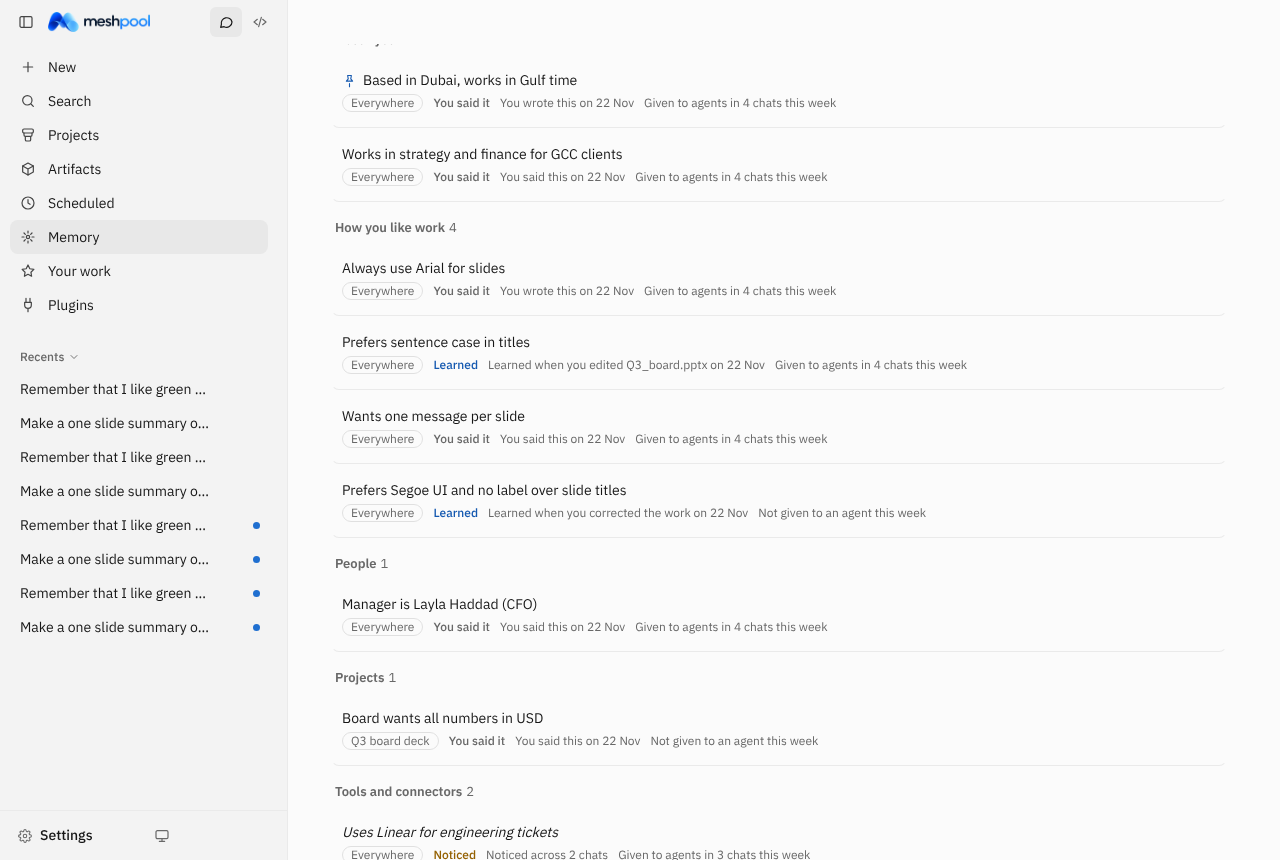 meshpool
New
Search
Projects
Artifacts
Scheduled
Memory
Your work
Plugins
Recents
Remember that I like green ...
Make a one slide summary o...
Remember that I like green ...
Make a one slide summary o...
Remember that I like green ...
Make a one slide summary o...
Remember that I like green ...
Make a one slide summary o...
Settings
Based in Dubai, works in Gulf time
Everywhere You said it You wrote this on 22 Nov Given to agents in 4 chats this week
Works in strategy and finance for GCC clients
Everywhere You said it You said this on 22 Nov Given to agents in 4 chats this week
How you like work 4
Always use Arial for slides
Everywhere You said it You wrote this on 22 Nov Given to agents in 4 chats this week
Prefers sentence case in titles
Everywhere Learned Learned when you edited Q3_board.pptx on 22 Nov Given to agents in 4 chats this week
Wants one message per slide
Everywhere You said it You said this on 22 Nov Given to agents in 4 chats this week
Prefers Segoe UI and no label over slide titles
Everywhere Learned Learned when you corrected the work on 22 Nov Not given to an agent this week
People 1
Manager is Layla Haddad (CFO)
Everywhere You said it You said this on 22 Nov Given to agents in 4 chats this week
Projects 1
Board wants all numbers in USD
Q3 board deck You said it You said this on 22 Nov Not given to an agent this week
Tools and connectors 2
Uses Linear for engineering tickets
Everywhere Noticed Noticed across 2 chats Given to agents in 3 chats this week